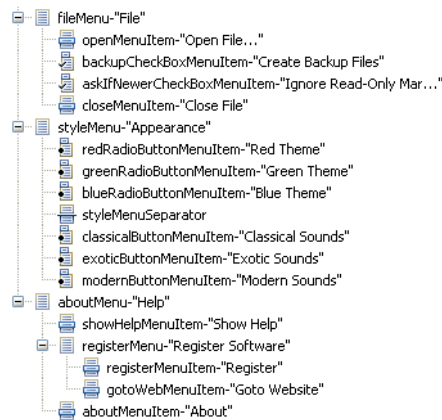 fileMenu-"File"
openMenuItem-"Open File..."
backupCheckBoxMenuItem-"Create Backup Files"
askIfNewerCheckBoxMenuItem-"Ignore Read-Only Mar..."
closeMenuItem-"Close File"
styleMenu-"Appearance"
redRadioButtonMenuItem-"Red Theme"
greenRadioButtonMenuItem-"Green Theme"
blueRadioButtonMenuItem-"Blue Theme"
styleMenuSeparator
classicalButtonMenuItem-"Classical Sounds"
exoticButtonMenuItem-"Exotic Sounds"
modernButtonMenuItem-"Modern Sounds"
aboutMenu-"Help"
showHelpMenuItem-"Show Help"
registerMenu-"Register Software"
registerMenuItem-"Register"
gotoWebMenuItem-"Goto Website"
aboutMenuItem-"About"